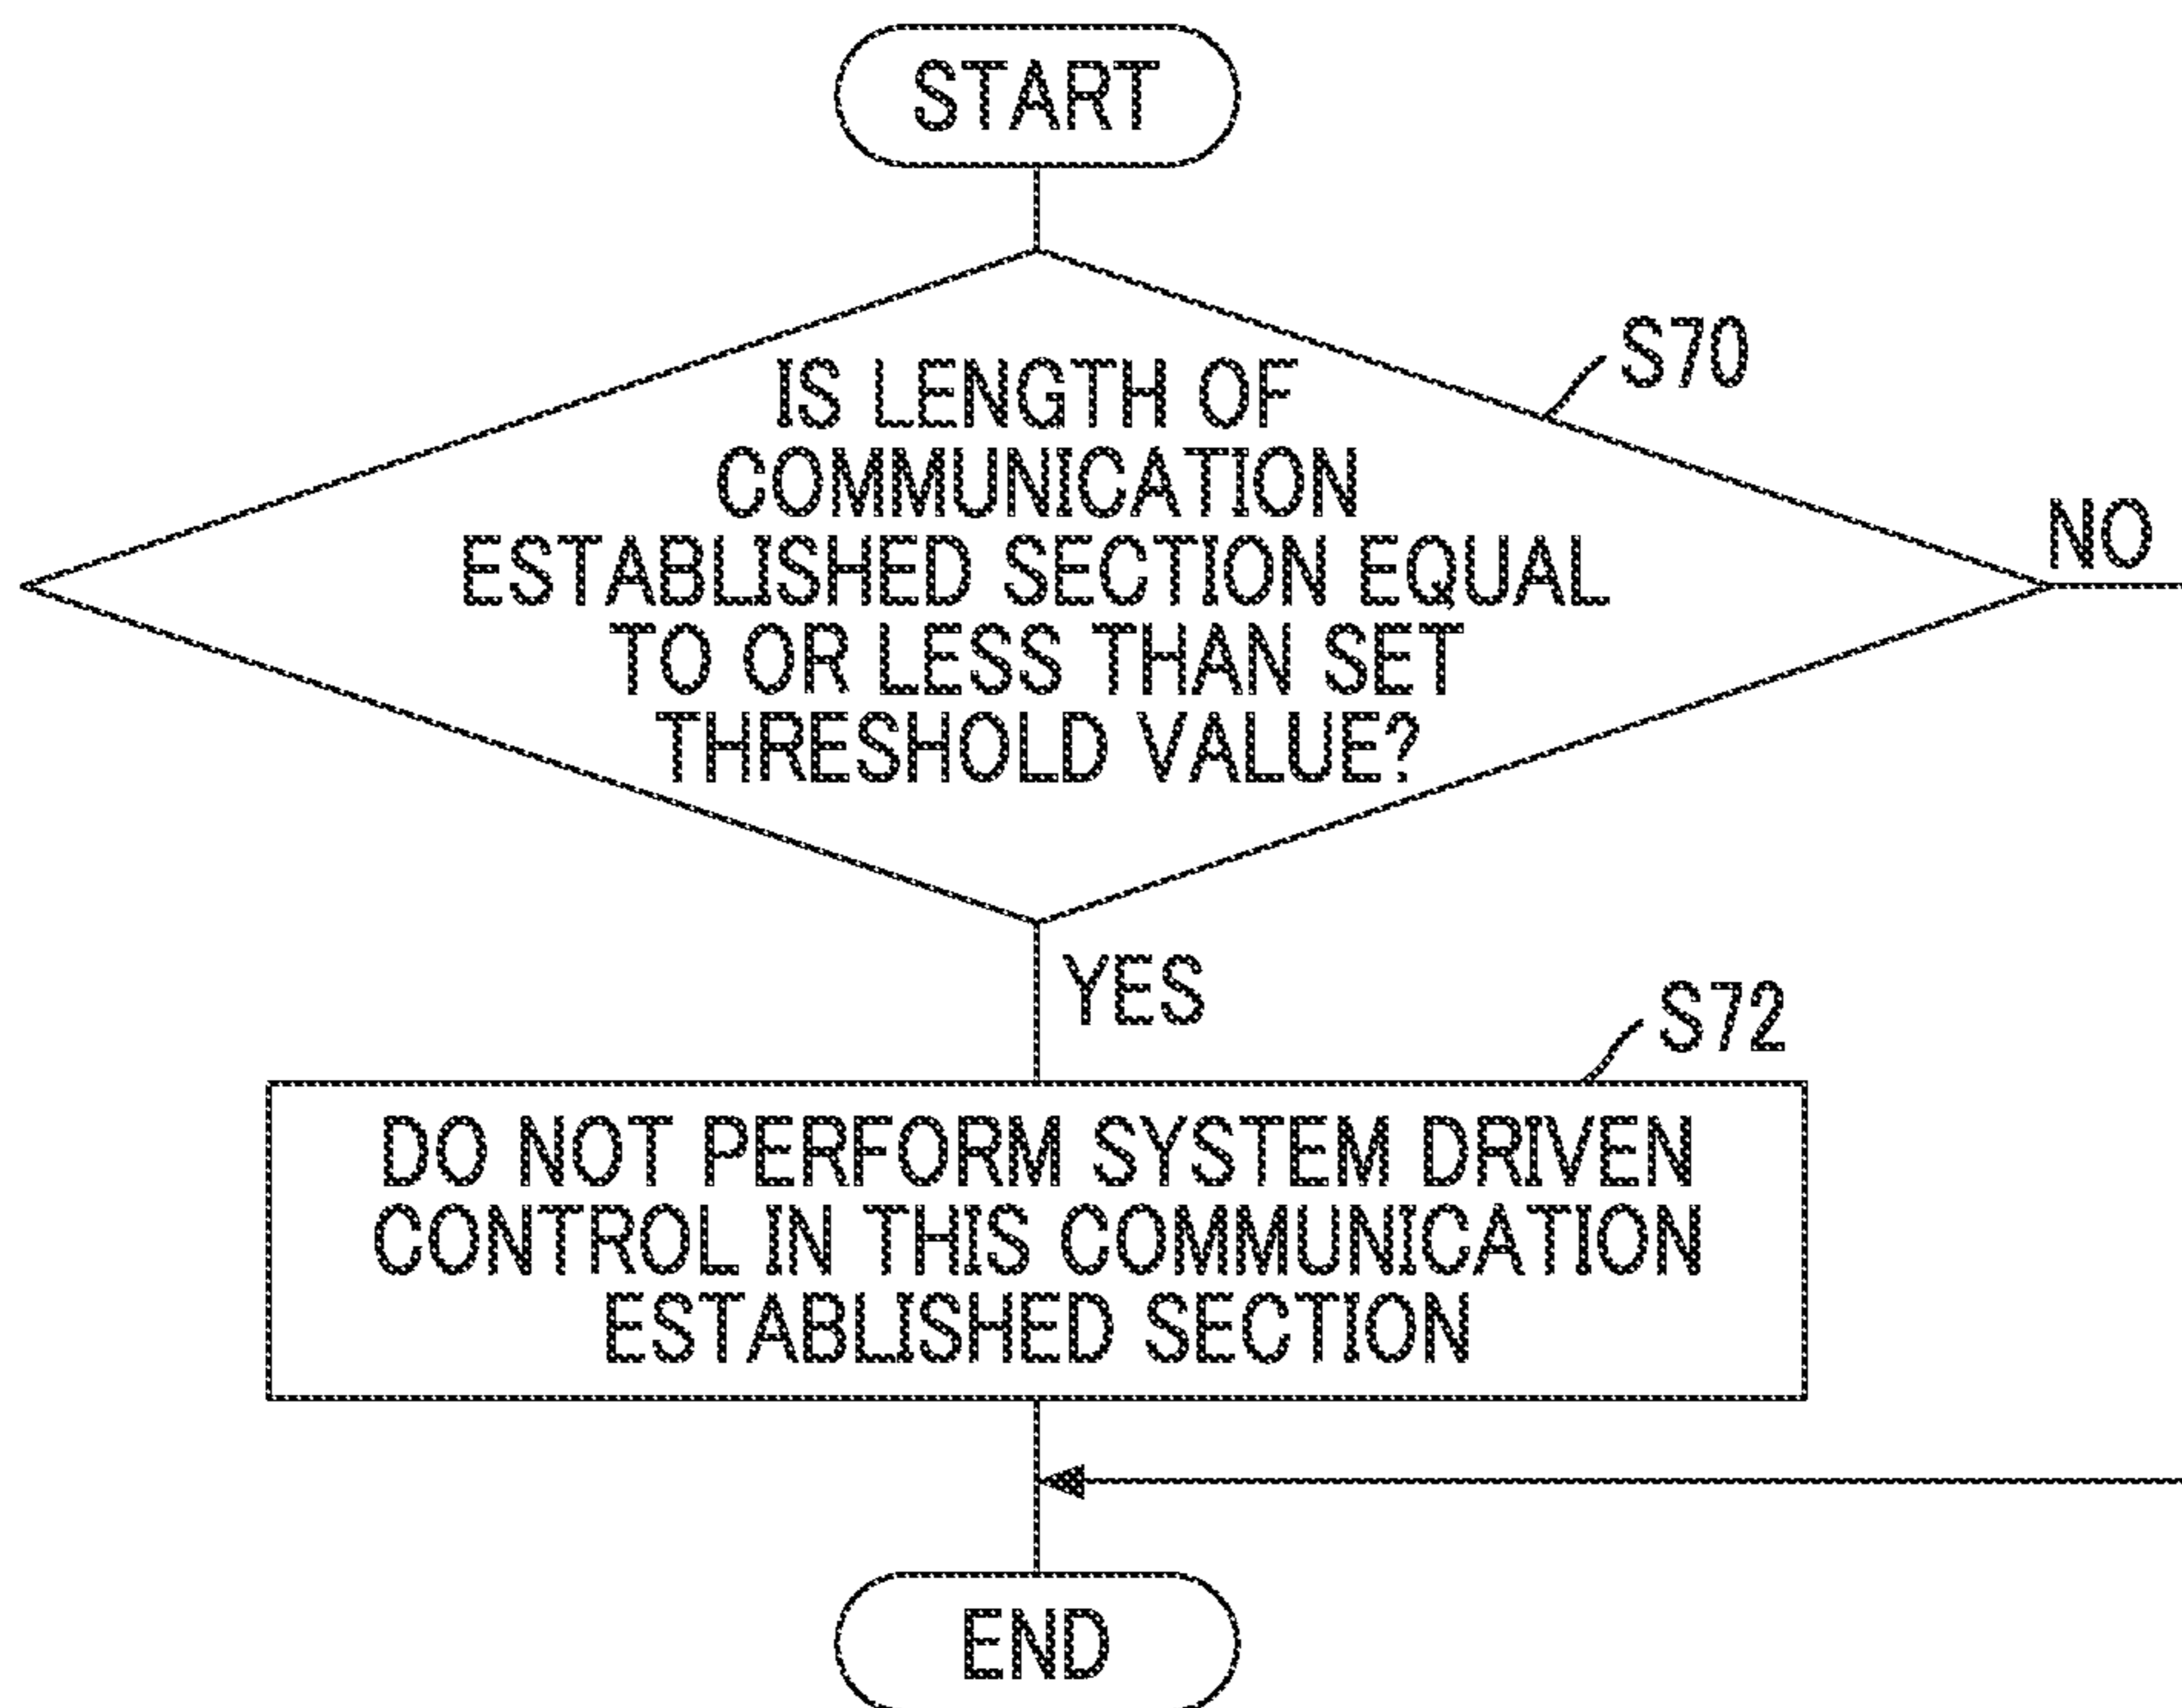 START
IS LENGTH OF
S70
COMMUNICATION
ESTABLISHED SECTION EQUAL
NO
TO OR LESS THAN SET
THRESHOLD VALUE?
YES
S72
DO NOT PERFORM SYSTEM DRIVEN
CONTROL IN THIS COMMUNICATION
ESTABLISHED SECTION
END